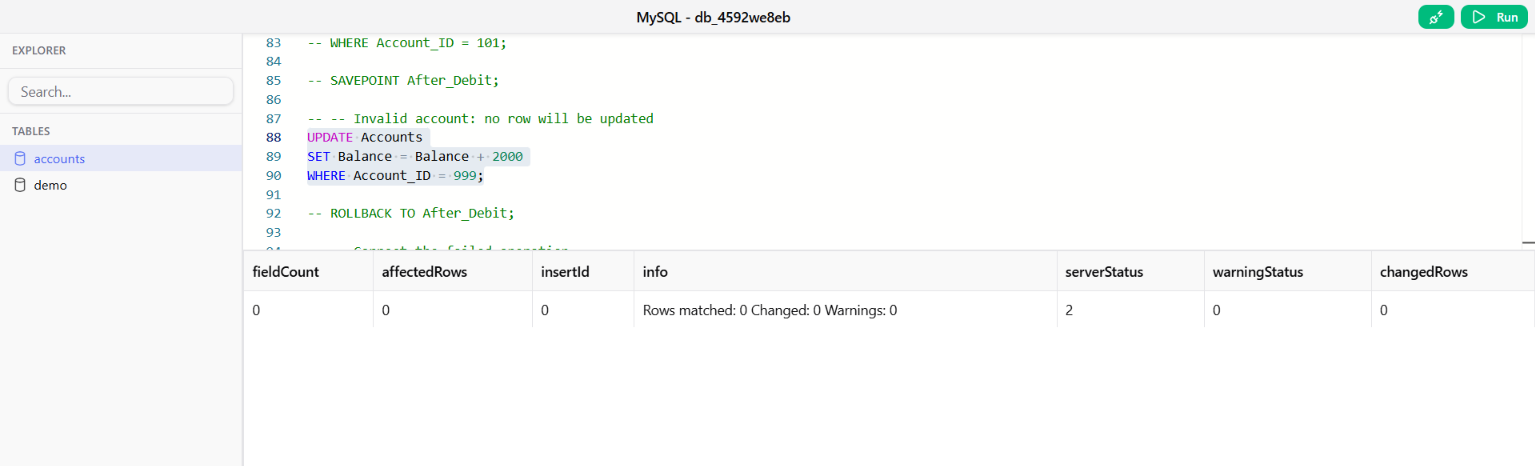 MySQL - db_4592we8eb
Run
EXPLORER
Search...
TABLES
accounts
demo
83 -- WHERE Account_ID = 101;
84
85 -- SAVEPOINT After_Debit;
86
87 -- -- Invalid account: no row will be updated
88 UPDATE Accounts
89 SET Balance = Balance + 2000
90 WHERE Account_ID = 999;
91
92 -- ROLLBACK TO After_Debit;
93
fieldCount affectedRows insertId info serverStatus warningStatus changedRows
0 0 0 Rows matched: 0 Changed: 0 Warnings: 0 2 0 0